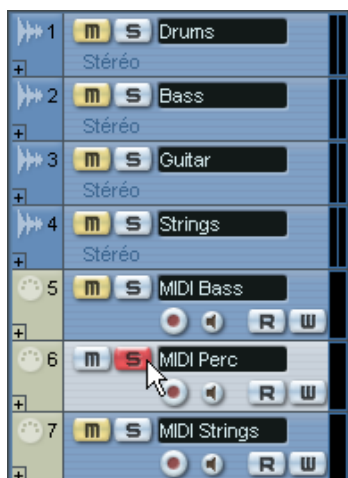 1 m S Drums
Stéréo
2 m S Bass
Stéréo
3 m S Guitar
Stéréo
4 m S Strings
Stéréo
5 m S MIDI Bass
R W
6 m S MIDI Perc
R W
7 m S MIDI Strings
R W